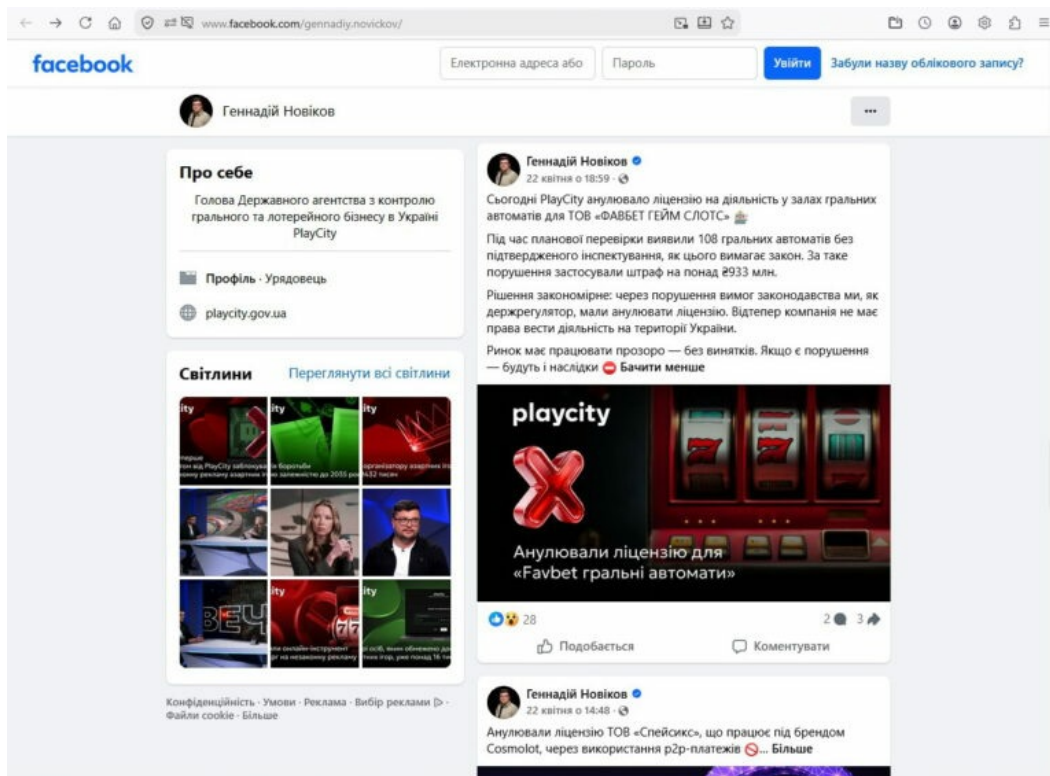 www.facebook.com/gennadiy.novickov/
facebook
Електронна адреса або
Пароль
Увійти
Забули назву облікового запису?
Геннадій Новіков
Про себе
Голова Державного агентства з контролю
грального та лотерейного бізнесу в Україні
PlayCity
Профіль · Урядовець
playcity.gov.ua
Світлини
Переглянути всі світлини
Конфіденційність · Умови · Реклама · Вибір реклами ·
Файли cookie · Більше
Геннадій Новіков
22 квітня о 18:59 ·
Сьогодні PlayCity анулювало ліцензію на діяльність у залах гральних
автоматів для ТОВ «ФАВБЕТ ГЕЙМ СЛОТС» 🎰
Під час планової перевірки виявили 108 гральних автоматів без
підтвердженого інспектування, як цього вимагає закон. За таке
порушення застосували штраф на понад ₴933 млн.
Рішення закономірне: через порушення вимог законодавства ми, як
держрегулятор, мали анулювати ліцензію. Відтепер компанія не має
права вести діяльність на території України.
Ринок має працювати прозоро — без винятків. Якщо є порушення
— будуть і наслідки ⛔ Бачити менше
playcity
Анулювали ліцензію для
«Favbet гральні автомати»
28
2 3
Подобається
Коментувати
Геннадій Новіков
22 квітня о 14:48 ·
Анулювали ліцензію ТОВ «Спейсикс», що працює під брендом
Cosmolot, через використання p2p-платежів 🚫... Більше